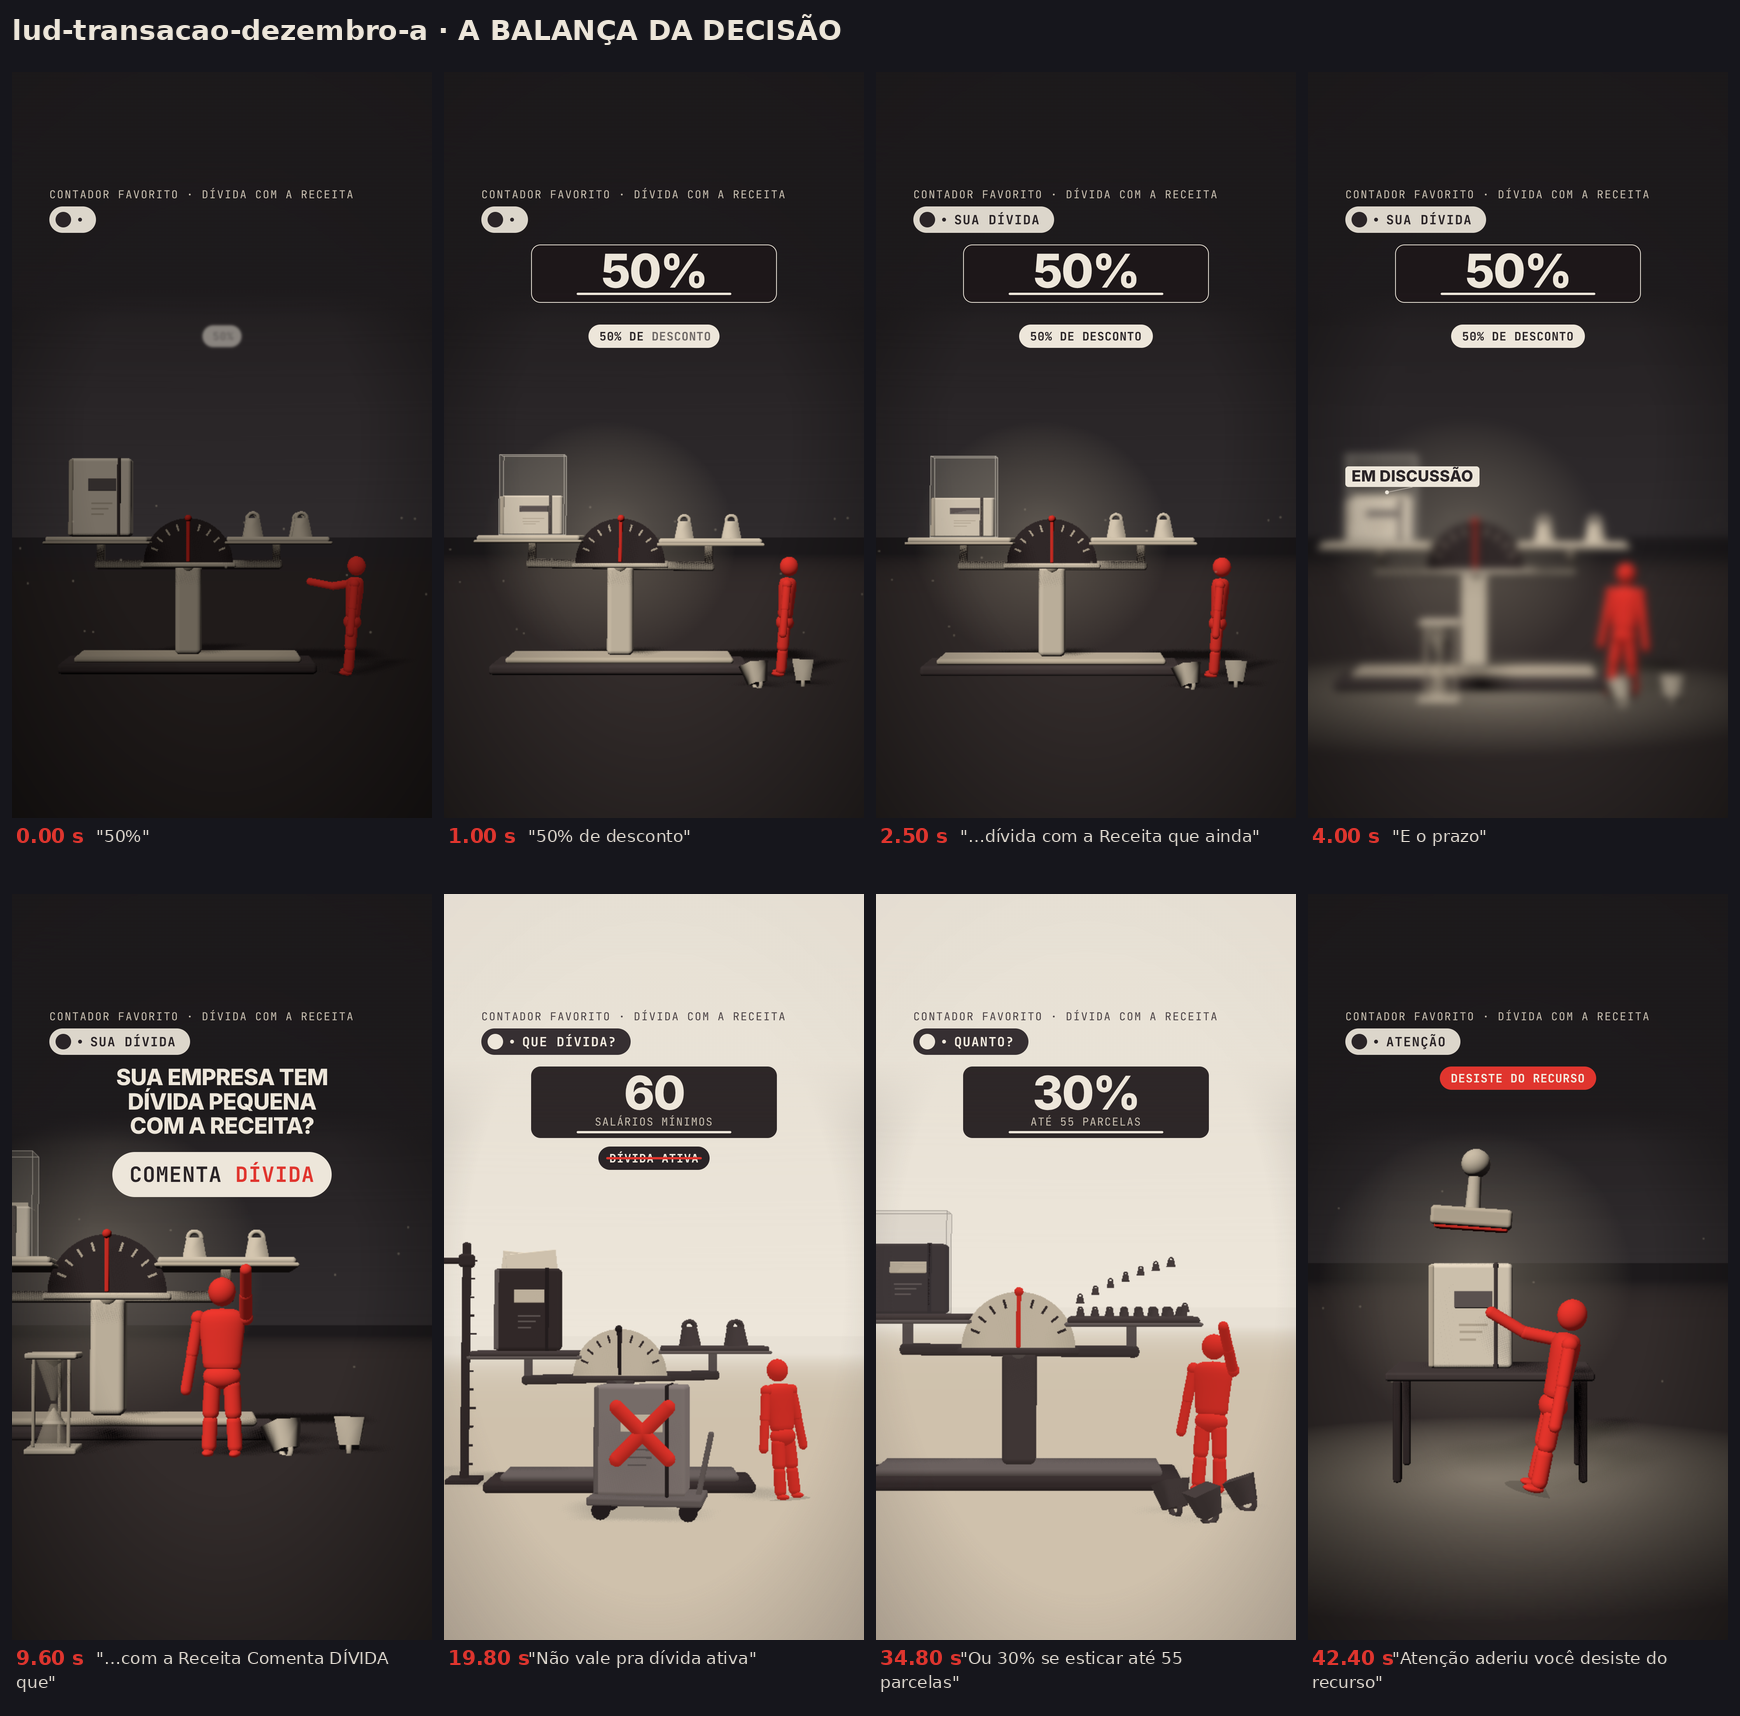 lud-transacao-dezembro-a · A BALANÇA DA DECISÃO
CONTADOR FAVORITO · DÍVIDA COM A RECEITA
50%
0.00 s "50%"
CONTADOR FAVORITO · DÍVIDA COM A RECEITA
50%
50% DE DESCONTO
1.00 s "50% de desconto"
CONTADOR FAVORITO · DÍVIDA COM A RECEITA
• SUA DÍVIDA
50%
50% DE DESCONTO
2.50 s "...dívida com a Receita que ainda"
CONTADOR FAVORITO · DÍVIDA COM A RECEITA
• SUA DÍVIDA
50%
50% DE DESCONTO
EM DISCUSSÃO
4.00 s "E o prazo"
CONTADOR FAVORITO · DÍVIDA COM A RECEITA
• SUA DÍVIDA
SUA EMPRESA TEM
DÍVIDA PEQUENA
COM A RECEITA?
COMENTA DÍVIDA
9.60 s "...com a Receita Comenta DÍVIDA
que"
CONTADOR FAVORITO · DÍVIDA COM A RECEITA
• QUE DÍVIDA?
60
SALÁRIOS MÍNIMOS
DÍVIDA ATIVA
19.80 s "Não vale pra dívida ativa"
CONTADOR FAVORITO · DÍVIDA COM A RECEITA
• QUANTO?
30%
ATÉ 55 PARCELAS
34.80 s "Ou 30% se esticar até 55
parcelas"
CONTADOR FAVORITO · DÍVIDA COM A RECEITA
• ATENÇÃO
DESISTE DO RECURSO
42.40 s "Atenção aderiu você desiste do
recurso"